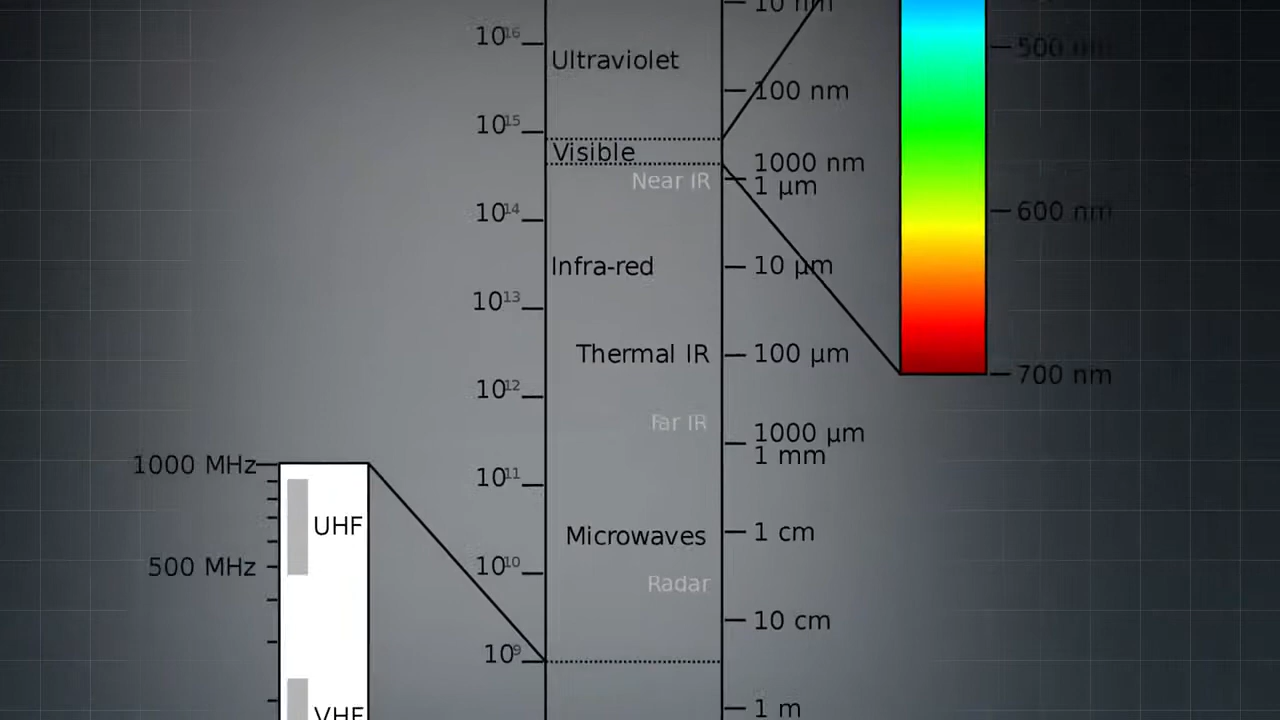 10 nm
10¹⁶
500 nm
Ultraviolet
100 nm
10¹⁵
Visible
1000 nm
Near IR
1 µm
10¹⁴
600 nm
Infra-red
10 µm
10¹³
Thermal IR
100 µm
700 nm
10¹²
Far IR
1000 µm
1 mm
1000 MHz
10¹¹
UHF
Microwaves
1 cm
500 MHz
10¹⁰
Radar
10 cm
10⁹
VHF
1 m